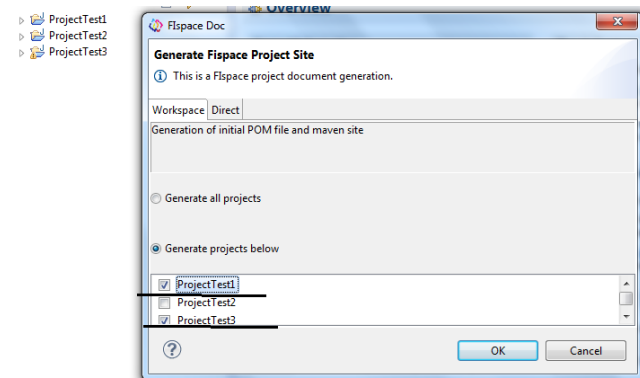 Overview
ProjectTest1
ProjectTest2
ProjectTest3
FIspace Doc
Generate Fispace Project Site
This is a FIspace project document generation.
Workspace Direct
Generation of initial POM file and maven site
Generate all projects
Generate projects below
ProjectTest1
ProjectTest2
ProjectTest3
OK Cancel